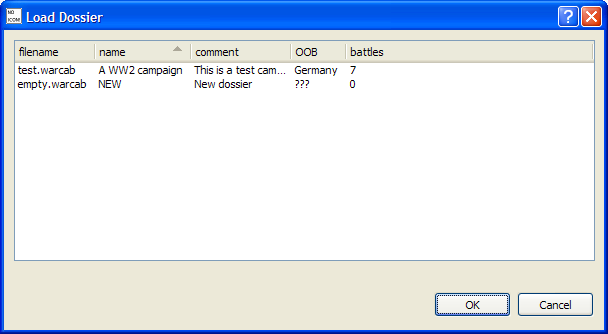 NO ICON Load Dossier
filename name comment OOB battles
test.warcab A WW2 campaign This is a test cam... Germany 7
empty.warcab NEW New dossier ??? 0
OK Cancel